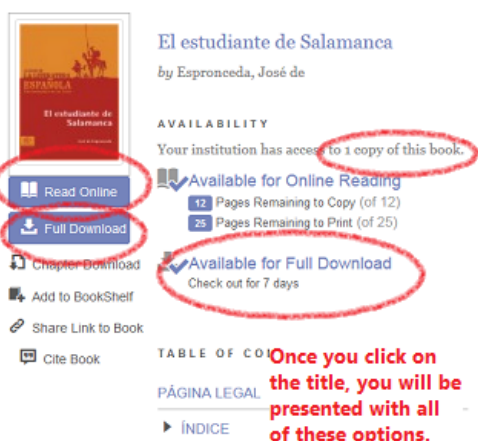 LA LITERATURA
ESPAÑOLA
El estudiante de
Salamanca
Read Online
Full Download
Chapter Download
Add to BookShelf
Share Link to Book
Cite Book
El estudiante de Salamanca
by Espronceda, José de
AVAILABILITY
Your institution has access to 1 copy of this book.
Available for Online Reading
12 Pages Remaining to Copy (of 12)
25 Pages Remaining to Print (of 25)
Available for Full Download
Check out for 7 days
TABLE OF CO
PÁGINA LEGAL
ÍNDICE
Once you click on
the title, you will be
presented with all
of these options.